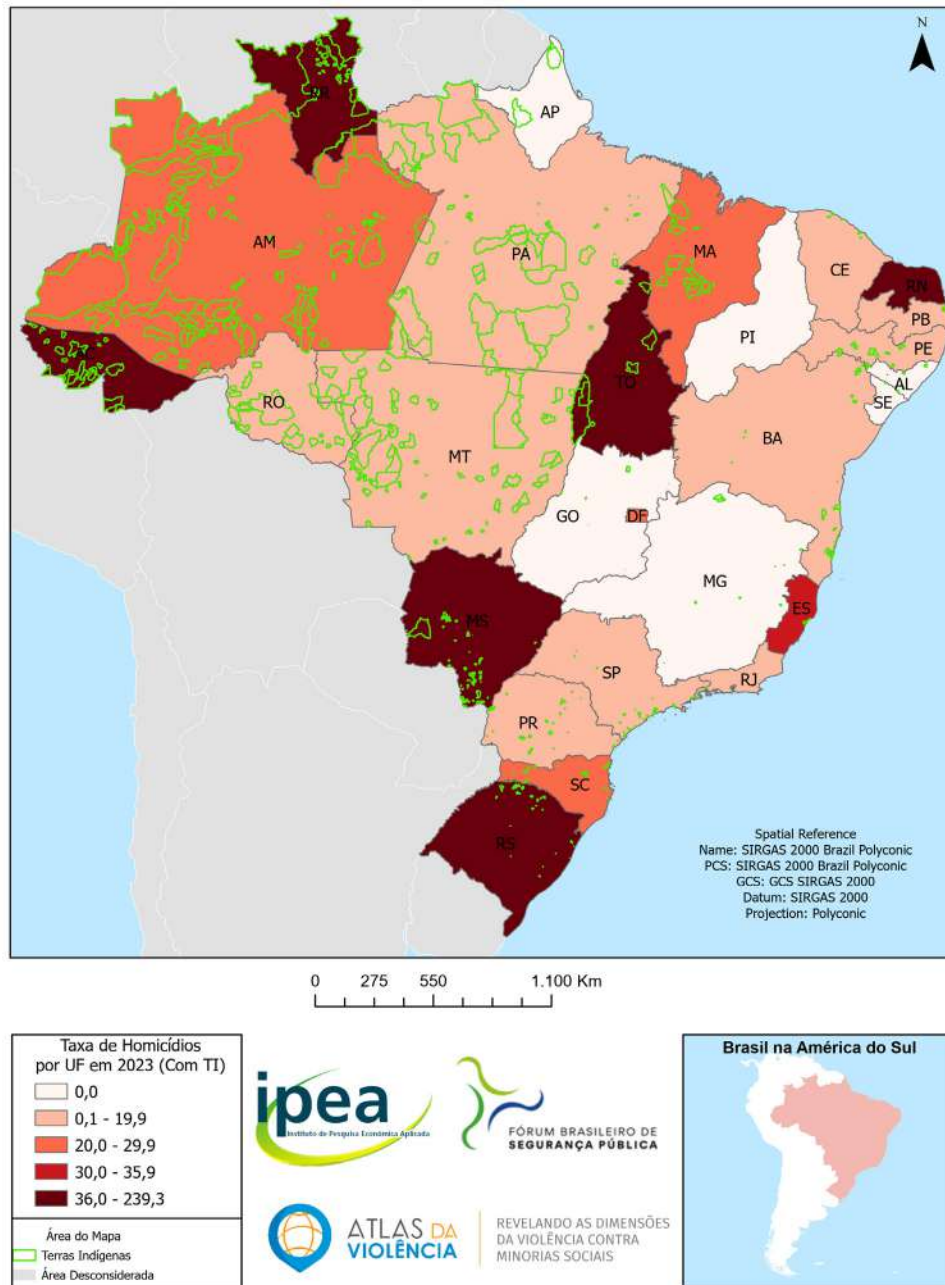 N
RR
AP
AM
PA
MA
CE
RN
PB
PE
PI
AL
SE
AC
TO
RO
BA
MT
GO
DF
MG
ES
MS
SP
RJ
PR
SC
RS
Spatial Reference
Name: SIRGAS 2000 Brazil Polyconic
PCS: SIRGAS 2000 Brazil Polyconic
GCS: GCS SIRGAS 2000
Datum: SIRGAS 2000
Projection: Polyconic
0 275 550 1.100 Km
Taxa de Homicídios
por UF em 2023 (Com TI)
0,0
0,1 - 19,9
20,0 - 29,9
30,0 - 35,9
36,0 - 239,3
Área do Mapa
Terras Indígenas
Área Desconsiderada
ipea
Instituto de Pesquisa Econômica Aplicada
FÓRUM BRASILEIRO DE
SEGURANÇA PÚBLICA
ATLAS DA
VIOLÊNCIA
REVELANDO AS DIMENSÕES
DA VIOLÊNCIA CONTRA
MINORIAS SOCIAIS
Brasil na América do Sul